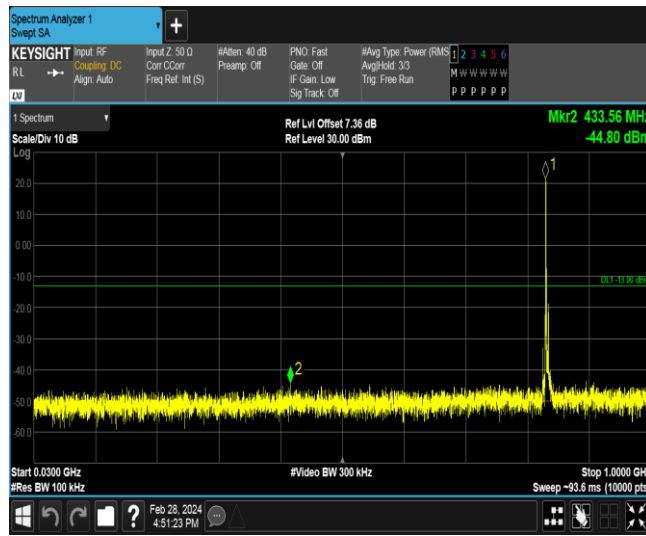 Spectrum Analyzer 1
Swept SA
+
KEYSIGHT
RL
LXI
Input: RF
Coupling: DC
Align: Auto
Input Z: 50 Ω
Corr CCorr
Freq Ref: Int (S)
#Atten: 40 dB
Preamp: Off
PNO: Fast
Gate: Off
IF Gain: Low
Sig Track: Off
#Avg Type: Power (RMS
Avg|Hold: 3/3
Trig: Free Run
1 2 3 4 5 6
M W W W W W
P P P P P P
1 Spectrum
Scale/Div 10 dB
Log
Ref Lvl Offset 7.36 dB
Ref Level 30.00 dBm
Mkr2 433.56 MHz
-44.80 dBm
1
20.0
10.0
0.00
-10.0
DL1 -13.00 dBm
-20.0
-30.0
-40.0
2
-50.0
-60.0
Start 0.0300 GHz
#Res BW 100 kHz
#Video BW 300 kHz
Stop 1.0000 GH
Sweep ~93.6 ms (10000 pts
?
Feb 28, 2024
4:51:23 PM